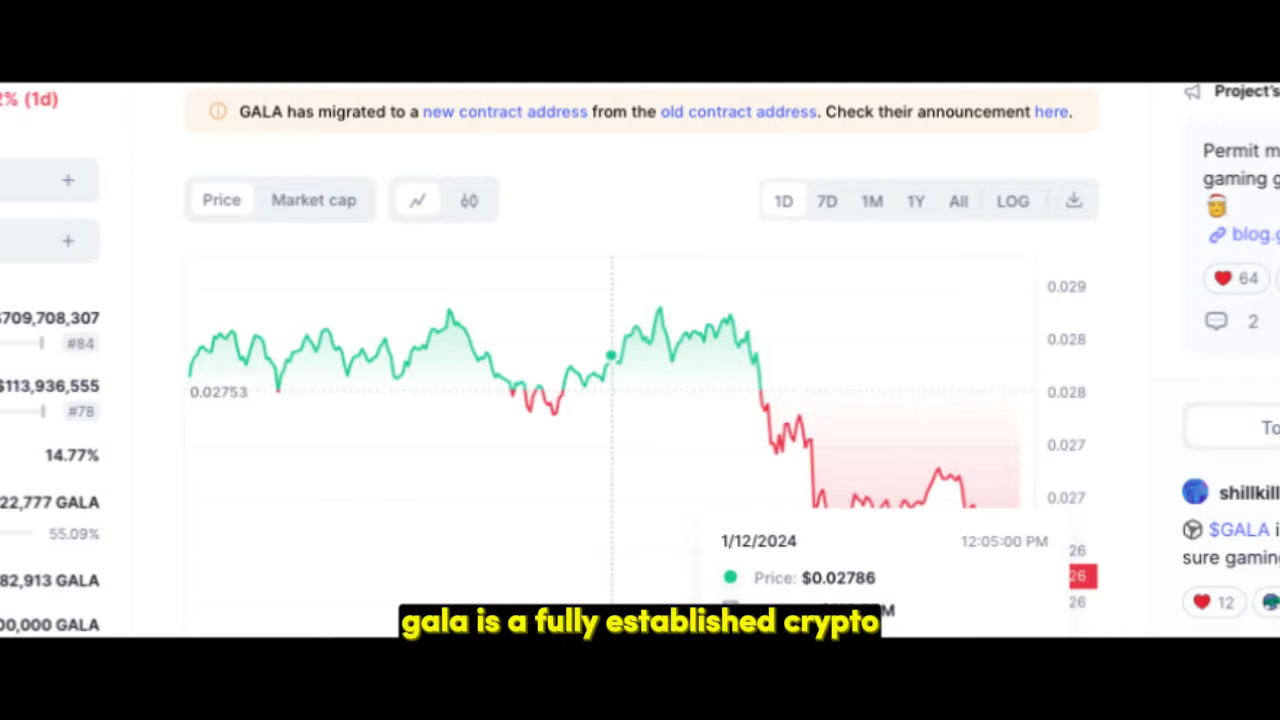 2% (1d)
GALA has migrated to a new contract address from the old contract address. Check their announcement here.
Project's
Permit m
gaming g
blog.g
64
2
Price
Market cap
1D
7D
1M
1Y
All
LOG
+
+
$709,708,307
#84
$113,936,555
#78
14.77%
22,777 GALA
55.09%
82,913 GALA
00,000 GALA
0.02753
0.029
0.028
0.028
0.027
0.027
26
26
26
1/12/2024
12:05:00 PM
Price: $0.02786
M
gala is a fully established crypto
To
shillkill
$GALA i
sure gaming
12